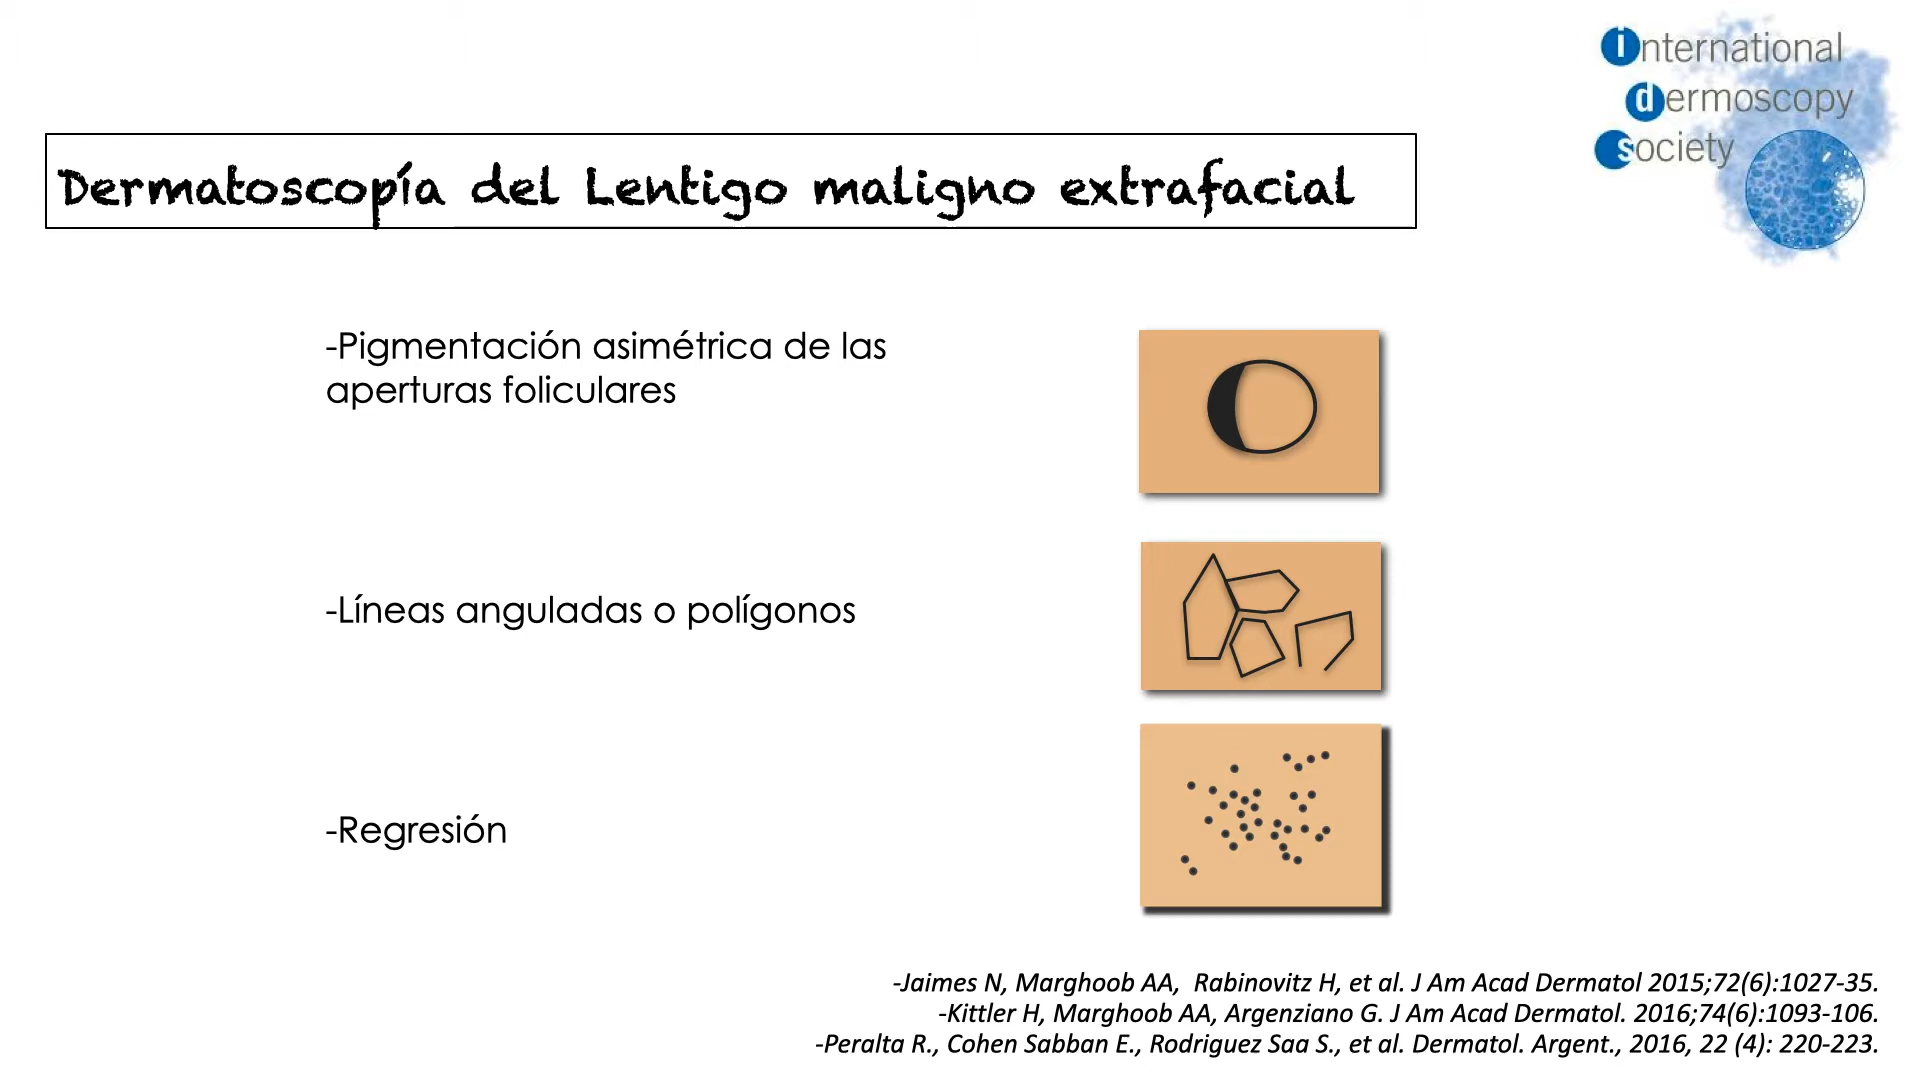 international
dermoscopy
society
Dermatoscopía del Lentigo maligno extrafacial
-Pigmentación asimétrica de las
aperturas foliculares
-Líneas anguladas o polígonos
-Regresión
-Jaimes N, Marghoob AA,  Rabinovitz H, et al. J Am Acad Dermatol 2015;72(6):1027-35.
-Kittler H, Marghoob AA, Argenziano G. J Am Acad Dermatol. 2016;74(6):1093-106.
-Peralta R., Cohen Sabban E., Rodriguez Saa S., et al. Dermatol. Argent., 2016, 22 (4): 220-223.